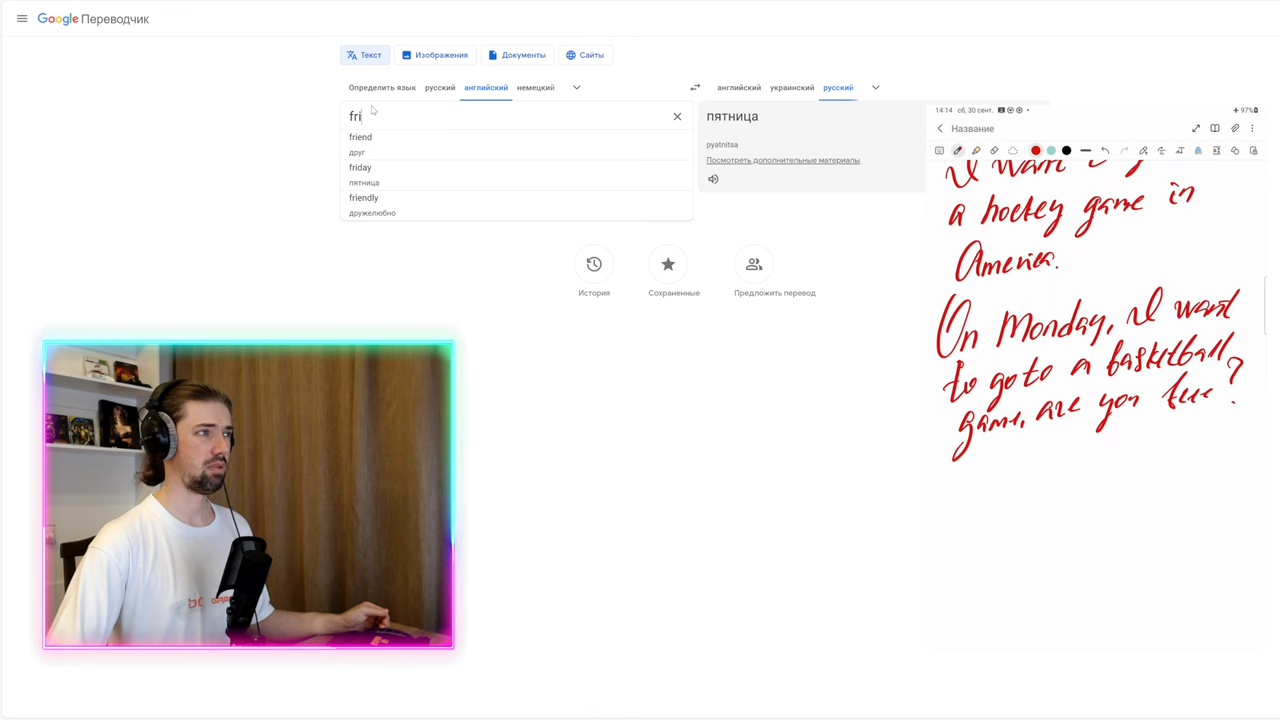 Google Переводчик
Текст
Изображения
Документы
Сайты
Определить язык
русский
английский
немецкий
английский
украинский
русский
fri
friend
друг
friday
пятница
friendly
дружелюбно
пятница
pyatnitsa
Посмотреть дополнительные материалы
История
Сохраненные
Предложить перевод
14:14 сб, 30 сент.
97%
Название
I want
a hockey game in
America.
On Monday, I want
to go to a basketball
game, are you free?